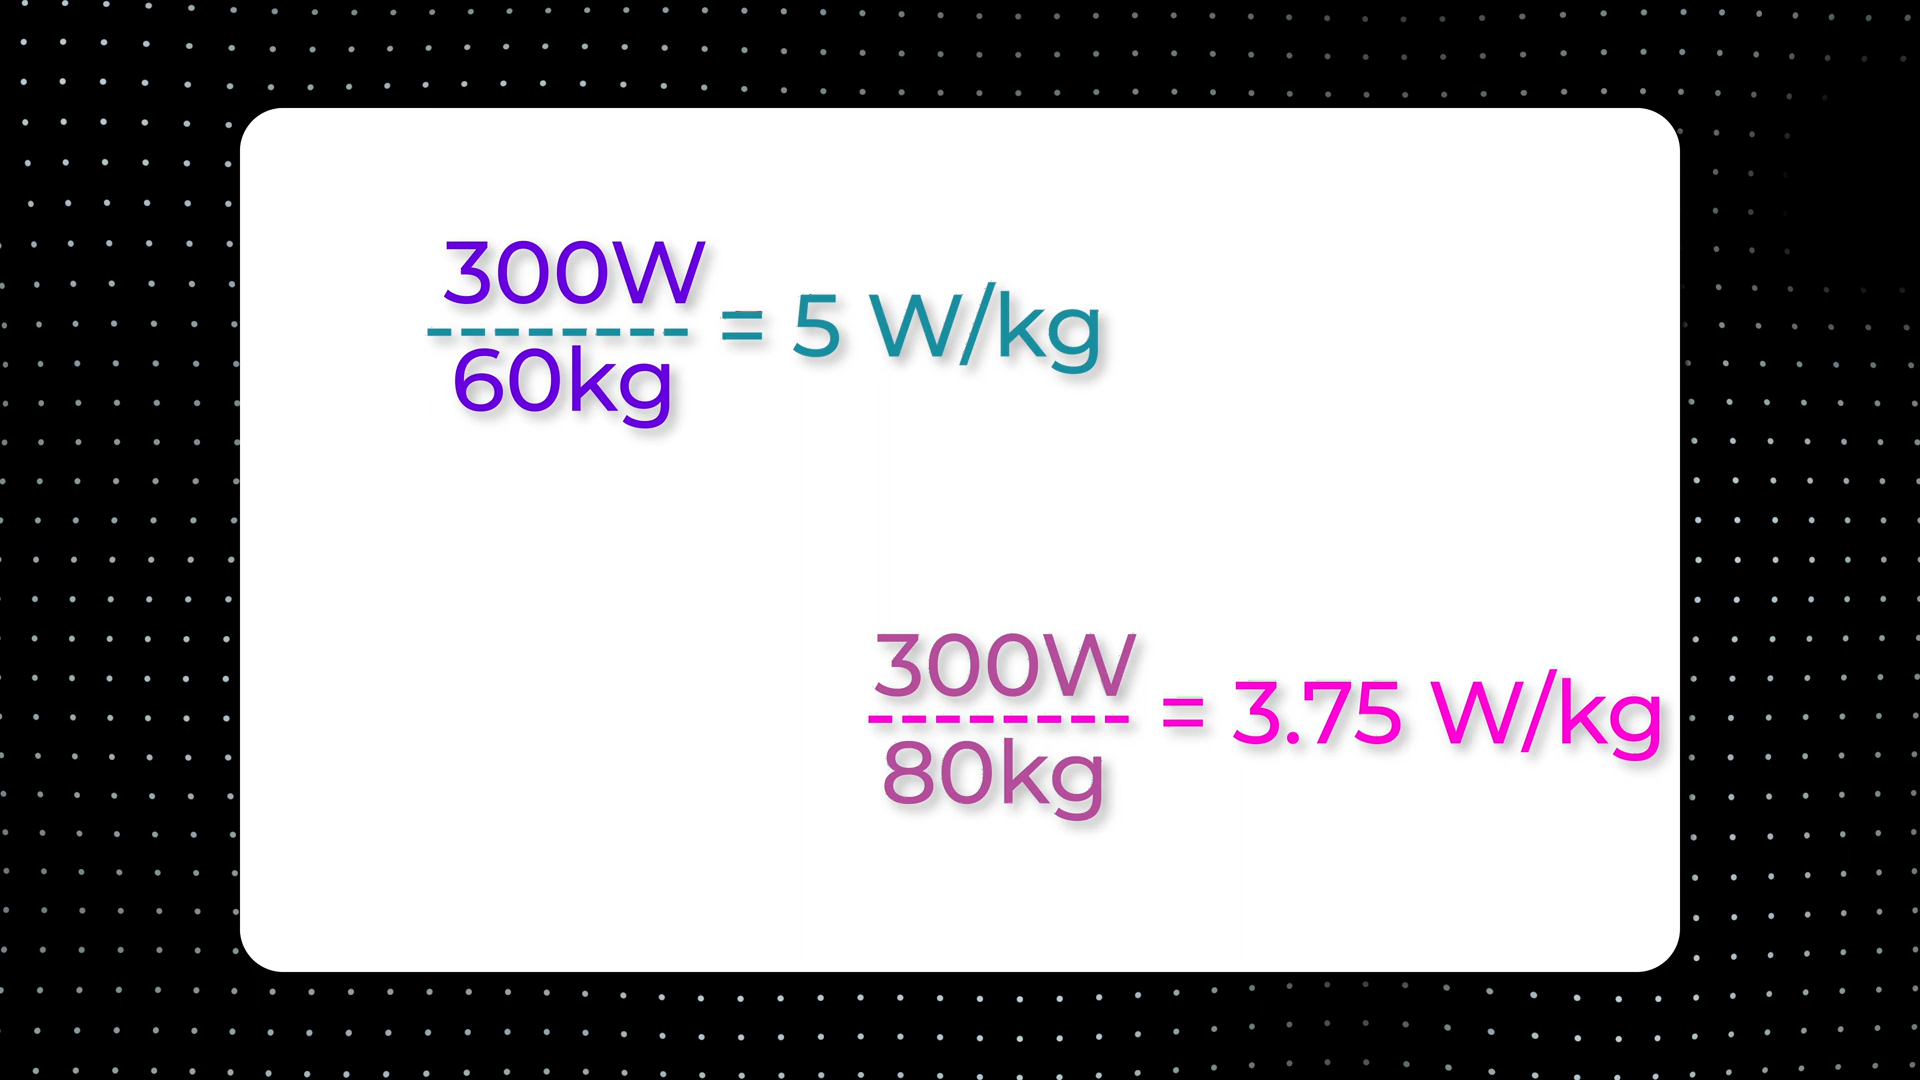 300W
-------- = 5 W/kg
60kg
300W
-------- = 3.75 W/kg
80kg